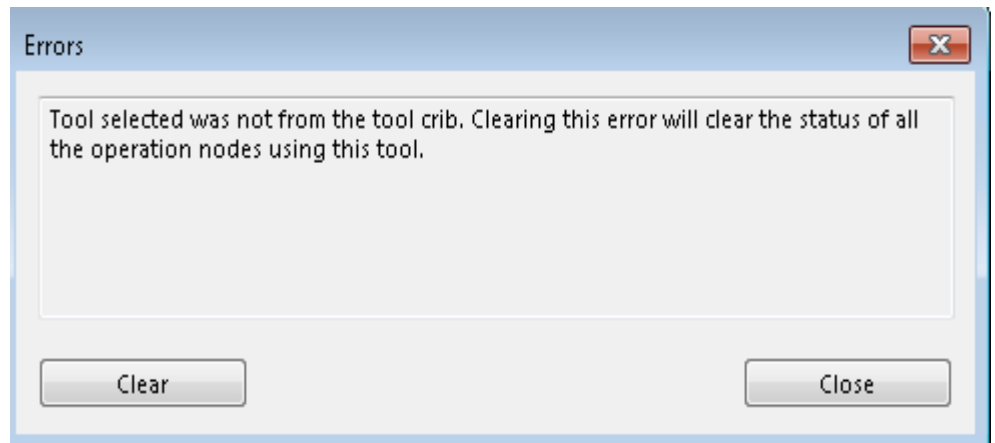 Errors
Tool selected was not from the tool crib. Clearing this error will clear the status of all
the operation nodes using this tool.
Clear
Close